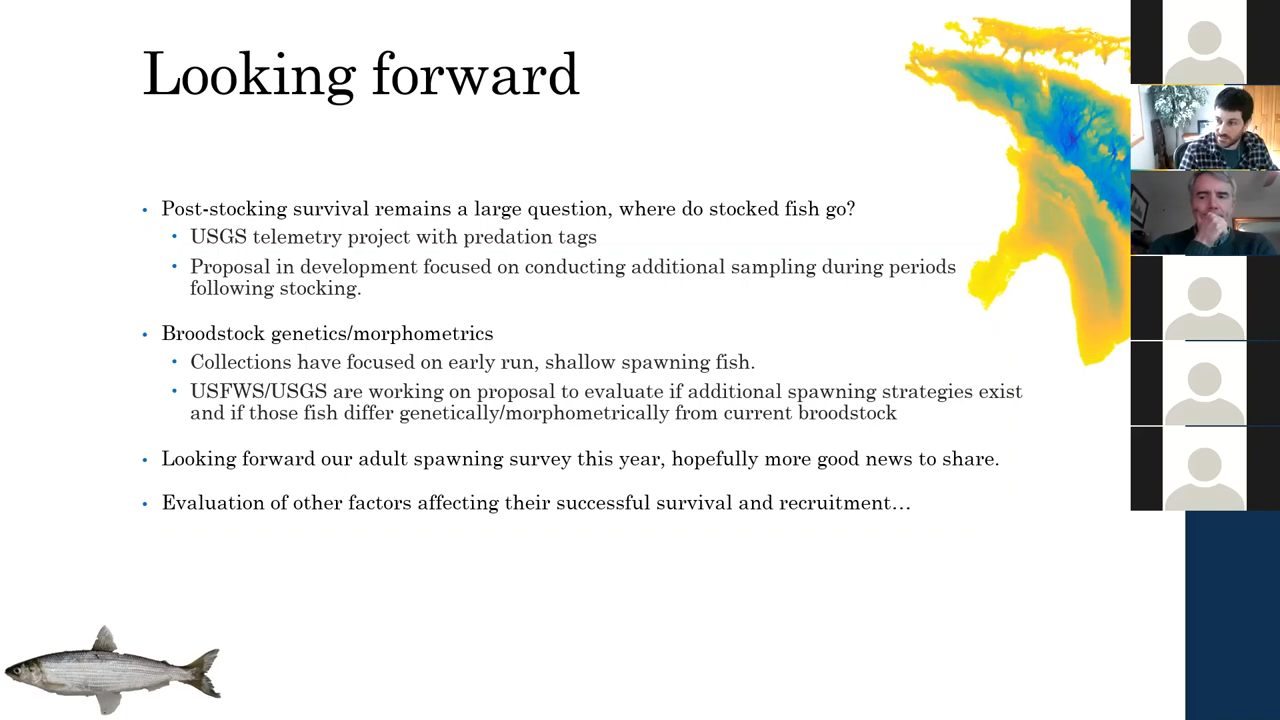 Looking forward
• Post-stocking survival remains a large question, where do stocked fish go?
• USGS telemetry project with predation tags
• Proposal in development focused on conducting additional sampling during periods
following stocking.
• Broodstock genetics/morphometrics
• Collections have focused on early run, shallow spawning fish.
• USFWS/USGS are working on proposal to evaluate if additional spawning strategies exist
and if those fish differ genetically/morphometrically from current broodstock
• Looking forward our adult spawning survey this year, hopefully more good news to share.
• Evaluation of other factors affecting their successful survival and recruitment…